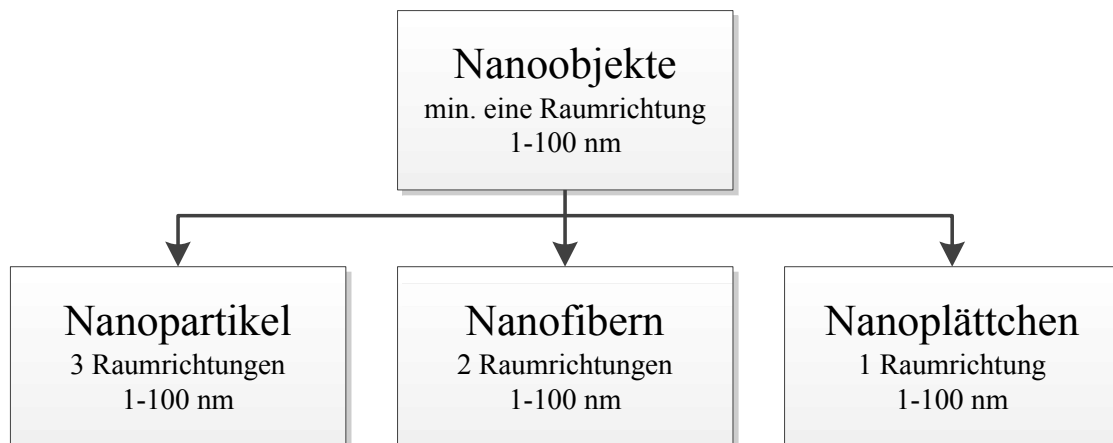 Nanoobjekte
min. eine Raumrichtung
1-100 nm
Nanopartikel
3 Raumrichtungen
1-100 nm
Nanofibern
2 Raumrichtungen
1-100 nm
Nanoplättchen
1 Raumrichtung
1-100 nm